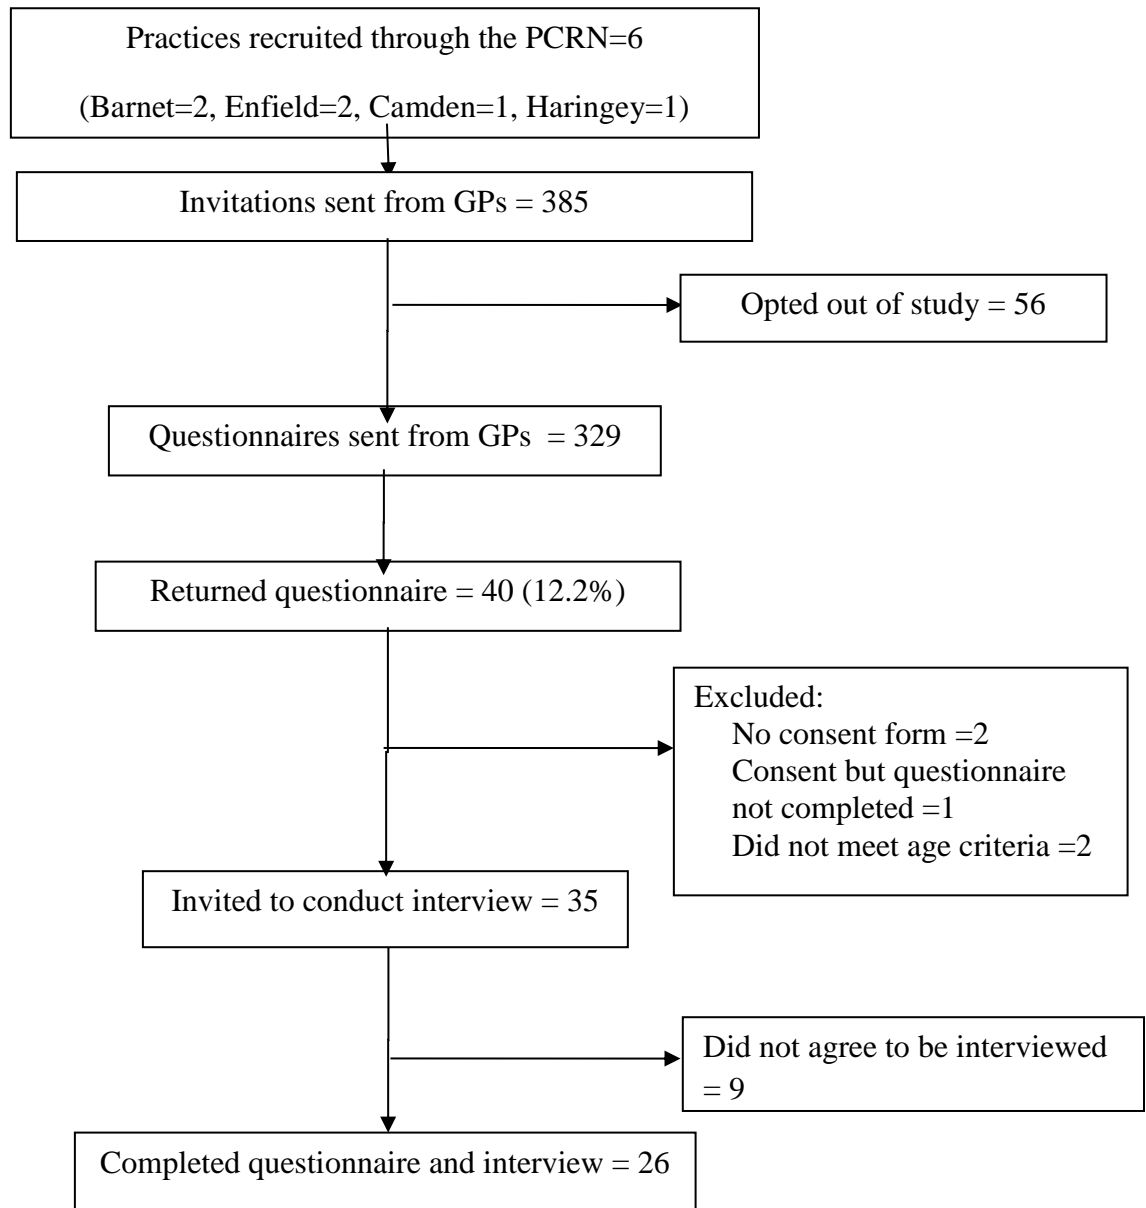 Practices recruited through the PCRN=6
(Barnet=2, Enfield=2, Camden=1, Haringey=1)
Invitations sent from GPs = 385
Opted out of study = 56
Questionnaires sent from GPs  = 329
Returned questionnaire = 40 (12.2%)
Excluded:
No consent form =2
Consent but questionnaire
not completed =1
Did not meet age criteria =2
Invited to conduct interview = 35
Did not agree to be interviewed
= 9
Completed questionnaire and interview = 26